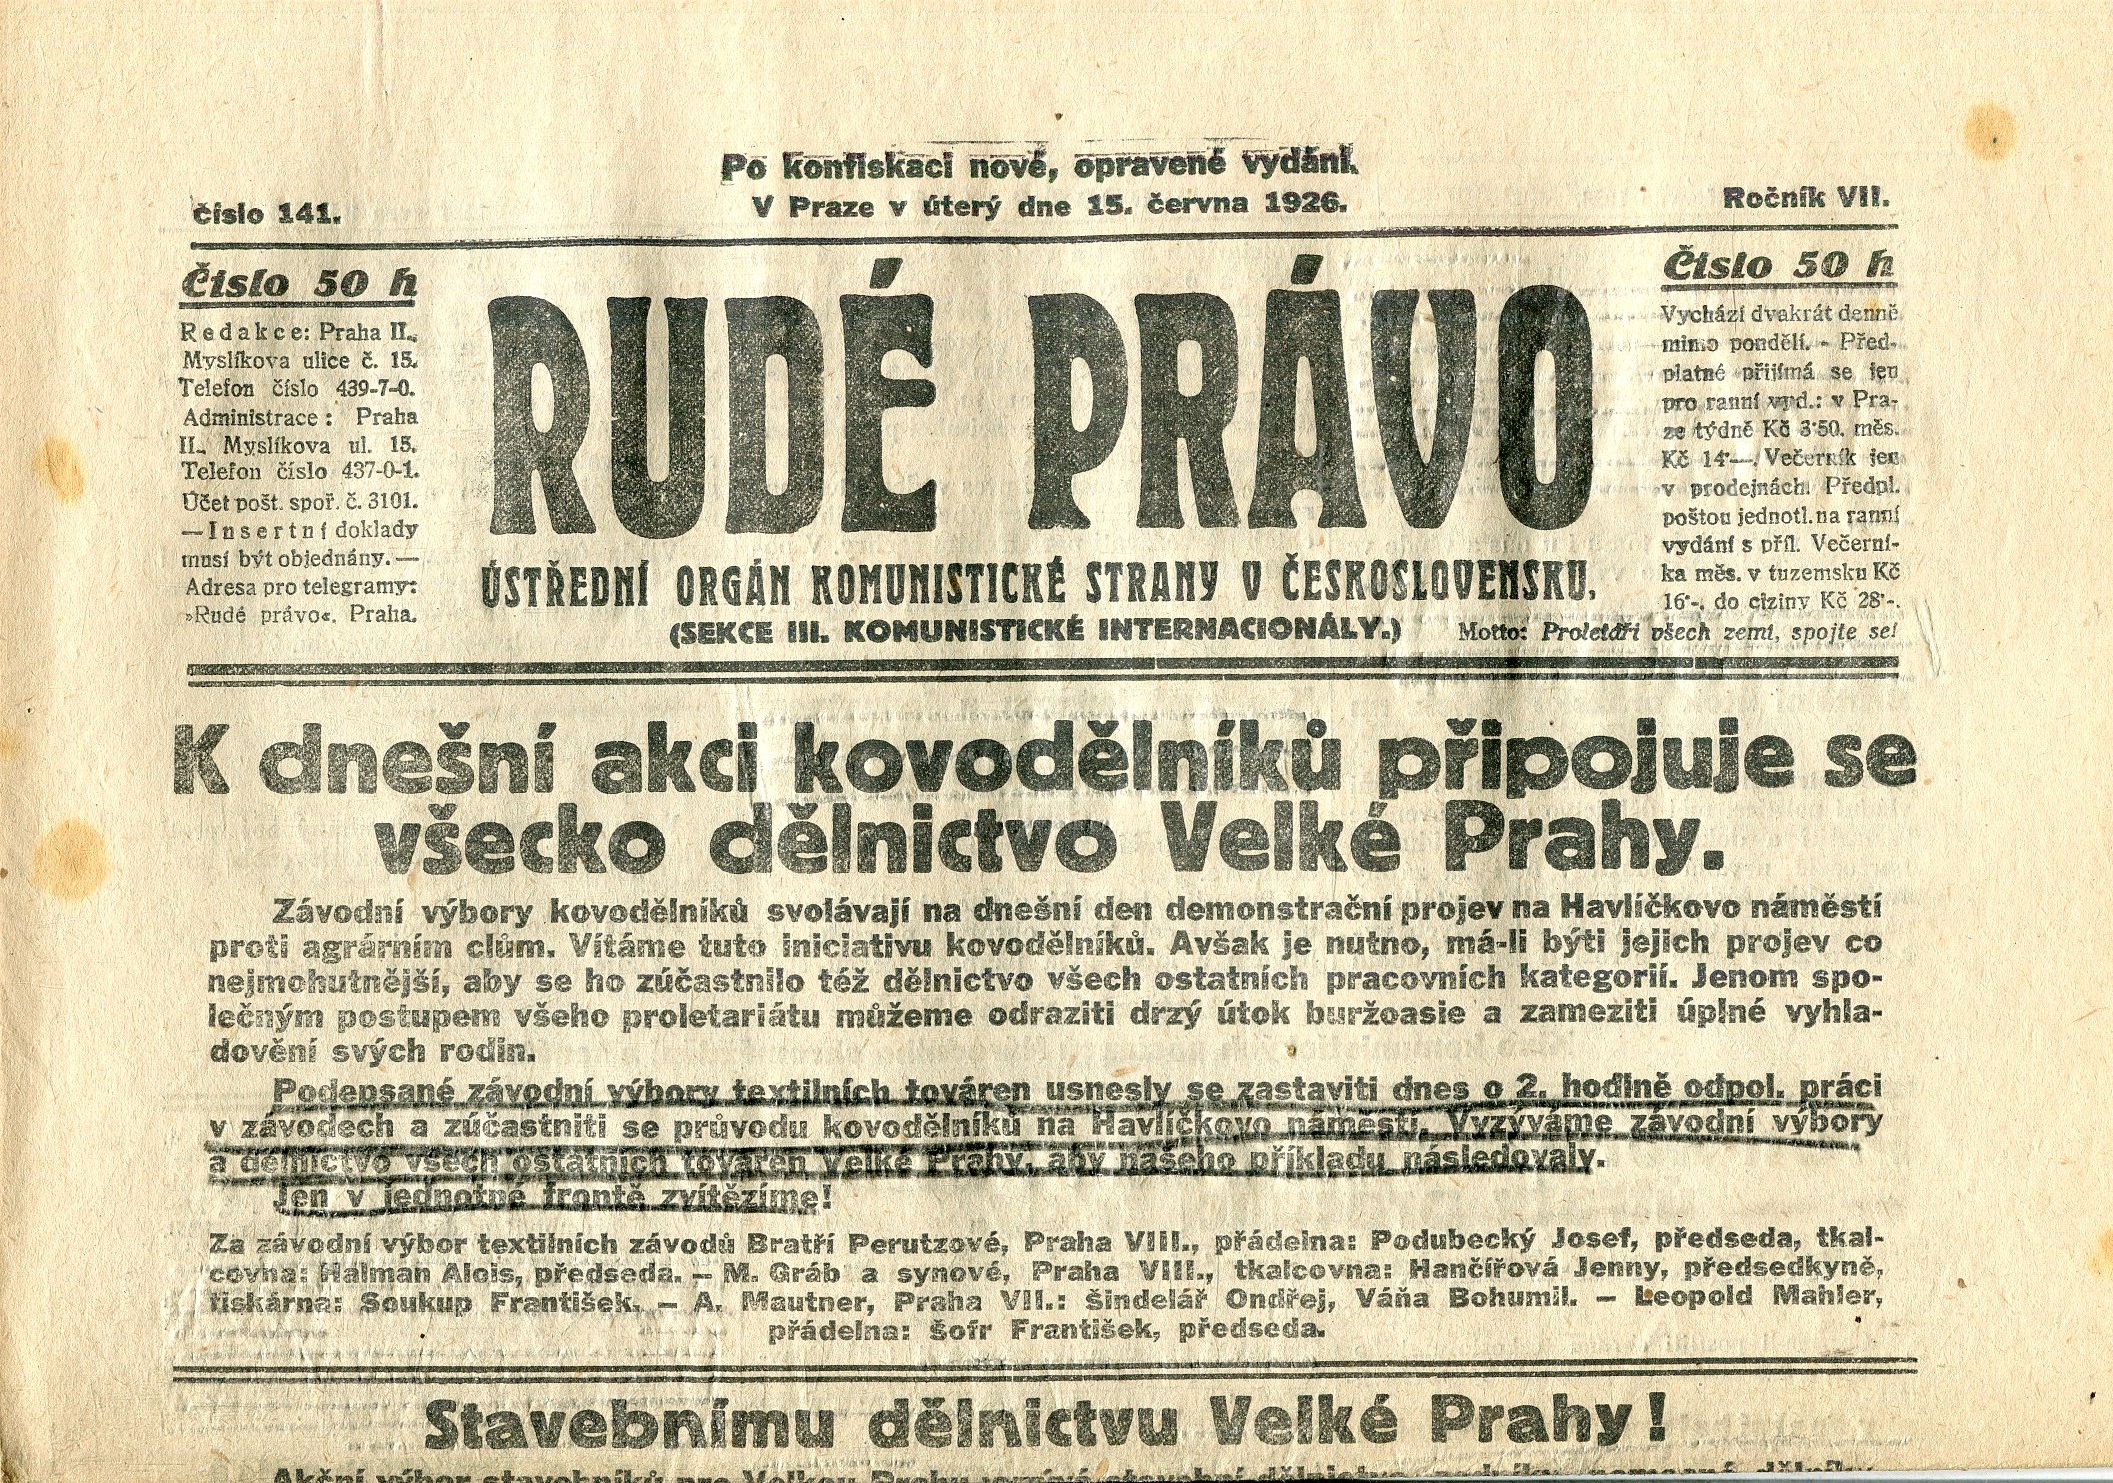 Po konfiskaci nové, opravené vydání.
číslo 141.
V Praze v úterý dne 15. června 1926.
Ročník VII.
Číslo 50 h
Redakce: Praha II.,
Myslíkova ulice č. 15.
Telefon číslo 439-7-0.
Administrace: Praha
II., Myslíkova ul. 15.
Telefon číslo 437-0-1.
Účet pošt. spoř. č. 3101.
—Insertní doklady
musí být objednány.—
Adresa pro telegramy:
»Rudé právo«, Praha.
RUDÉ PRÁVO
ÚSTŘEDNÍ ORGÁN KOMUNISTICKÉ STRANY V ČESKOSLOVENSKU.
(SEKCE III. KOMUNISTICKÉ INTERNACIONÁLY.)
Číslo 50 h
Vychází dvakrát denně
mimo pondělí. - Před-
platné přijímá se jen
pro ranní vyd.: v Pra-
ze týdně Kč 3·50, měs.
Kč 14·—. Večerník jen
v prodejnách. Předpl.
poštou jednotl. na ranní
vydání s příl. Večerní-
ka měs. v tuzemsku Kč
16·-, do ciziny Kč 28·-.
Motto: Proletáři všech zemí, spojte se!
K dnešní akci kovodělníků připojuje se
všecko dělnictvo Velké Prahy.
Závodní výbory kovodělníků svolávají na dnešní den demonstrační projev na Havlíčkovo náměstí
proti agrárním clům. Vítáme tuto iniciativu kovodělníků. Avšak je nutno, má-li býti jejich projev co
nejmohutnější, aby se ho zúčastnilo též dělnictvo všech ostatních pracovních kategorií. Jenom spo-
lečným postupem všeho proletariátu můžeme odraziti drzý útok buržoasie a zameziti úplné vyhla-
dovění svých rodin.
Podepsané závodní výbory textilních továren usnesly se zastaviti dnes o 2. hodině odpol. práci
v závodech a zúčastniti se průvodu kovodělníků na Havlíčkovo náměstí. Vyzýváme závodní výbory
a dělnictvo všech ostatních továren Velké Prahy, aby našeho příkladu následovaly.
Jen v jednotné frontě zvítězíme!
Za závodní výbor textilních závodů Bratří Perutzové, Praha VIII., přádelna: Podubecký Josef, předseda, tkal-
covna: Halman Alois, předseda. — M. Gráb a synové, Praha VIII., tkalcovna: Hančířová Jenny, předsedkyně,
tiskárna: Soukup František. — A. Mautner, Praha VII.: Šindelář Ondřej, Váňa Bohumil. — Leopold Mahler,
přádelna: Šofr František, předseda.
Stavebnímu dělnictvu Velké Prahy!
Akční výbor stavebníků pro Velkou Prahu vyzývá stavební dělnictvo